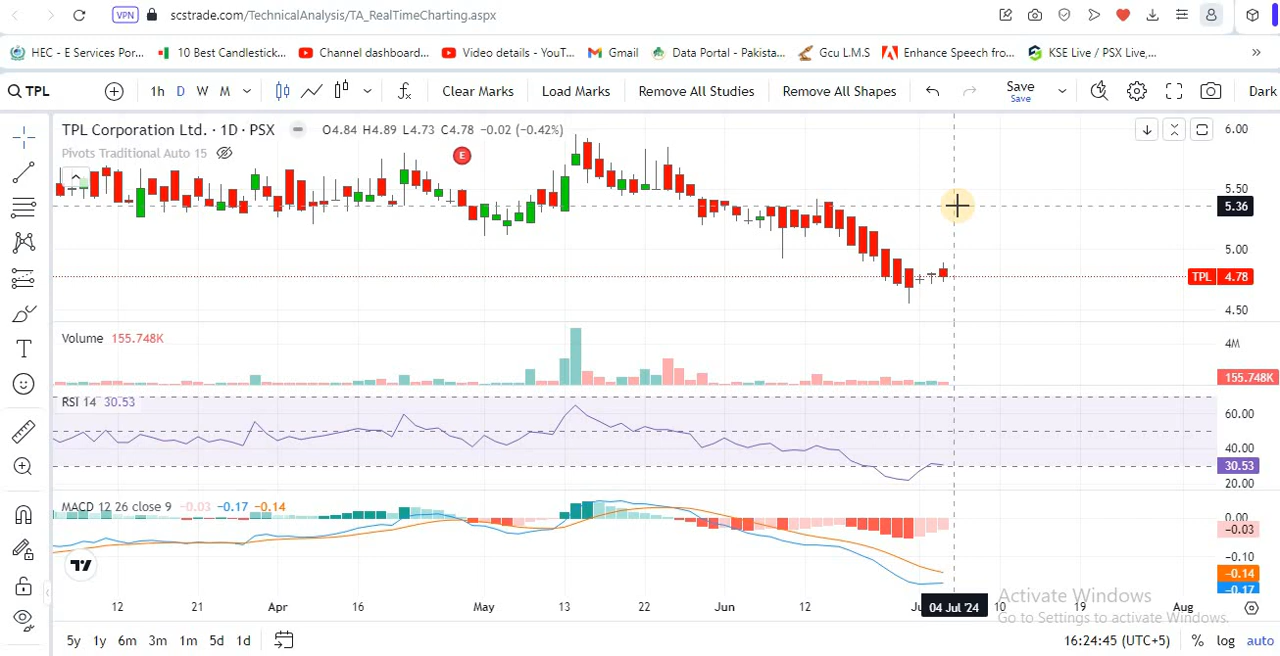 VPN scstrade.com/TechnicalAnalysis/TA_RealTimeCharting.aspx
HEC - E Services Por... 10 Best Candlestick... Channel dashboard... Video details - YouT... Gmail Data Portal - Pakista... Gcu L.M.S Enhance Speech fro... KSE Live / PSX Live,... »
TPL 1h D W M Clear Marks Load Marks Remove All Studies Remove All Shapes Save Dark
Save
TPL Corporation Ltd. · 1D · PSX O4.84 H4.89 L4.73 C4.78 -0.02 (-0.42%) 6.00
Pivots Traditional Auto 15
E
5.50
5.36
5.00
TPL 4.78
4.50
Volume 155.748K 4M
155.748K
RSI 14 30.53
60.00
40.00
30.53
20.00
MACD 12 26 close 9 -0.03 -0.17 -0.14
0.00
-0.03
-0.10
-0.14
-0.17
12 21 Apr 16 May 13 22 Jun 12 04 Jul '24 10 19 Aug
Activate Windows
Go to Settings to activate Windows.
5y 1y 6m 3m 1m 5d 1d 16:24:45 (UTC+5) % log auto